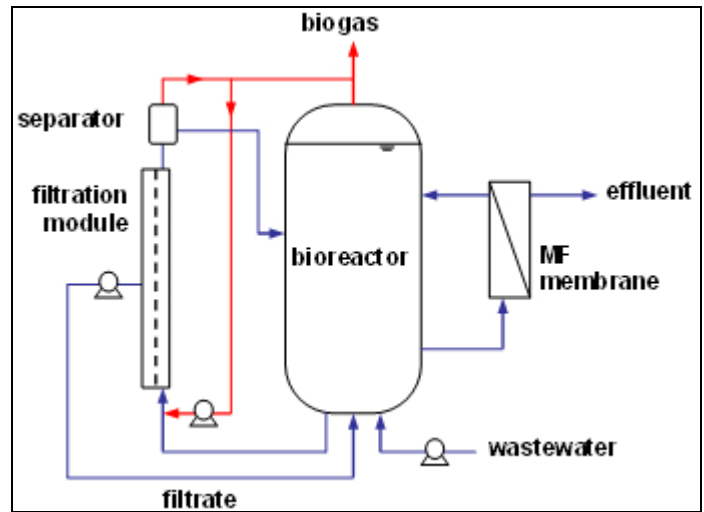 biogas
separator
filtration
module
bioreactor
effluent
MF
membrane
wastewater
filtrate